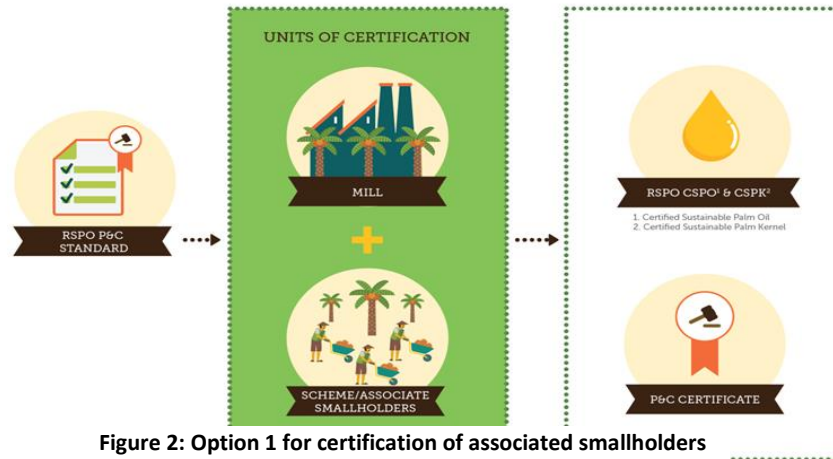 UNITS OF CERTIFICATION
RSPO P&C
STANDARD
MILL
SCHEME/ASSOCIATE
SMALLHOLDERS
RSPO CSPO¹ & CSPK²
1. Certified Sustainable Palm Oil
2. Certified Sustainable Palm Kernel
P&C CERTIFICATE
Figure 2: Option 1 for certification of associated smallholders